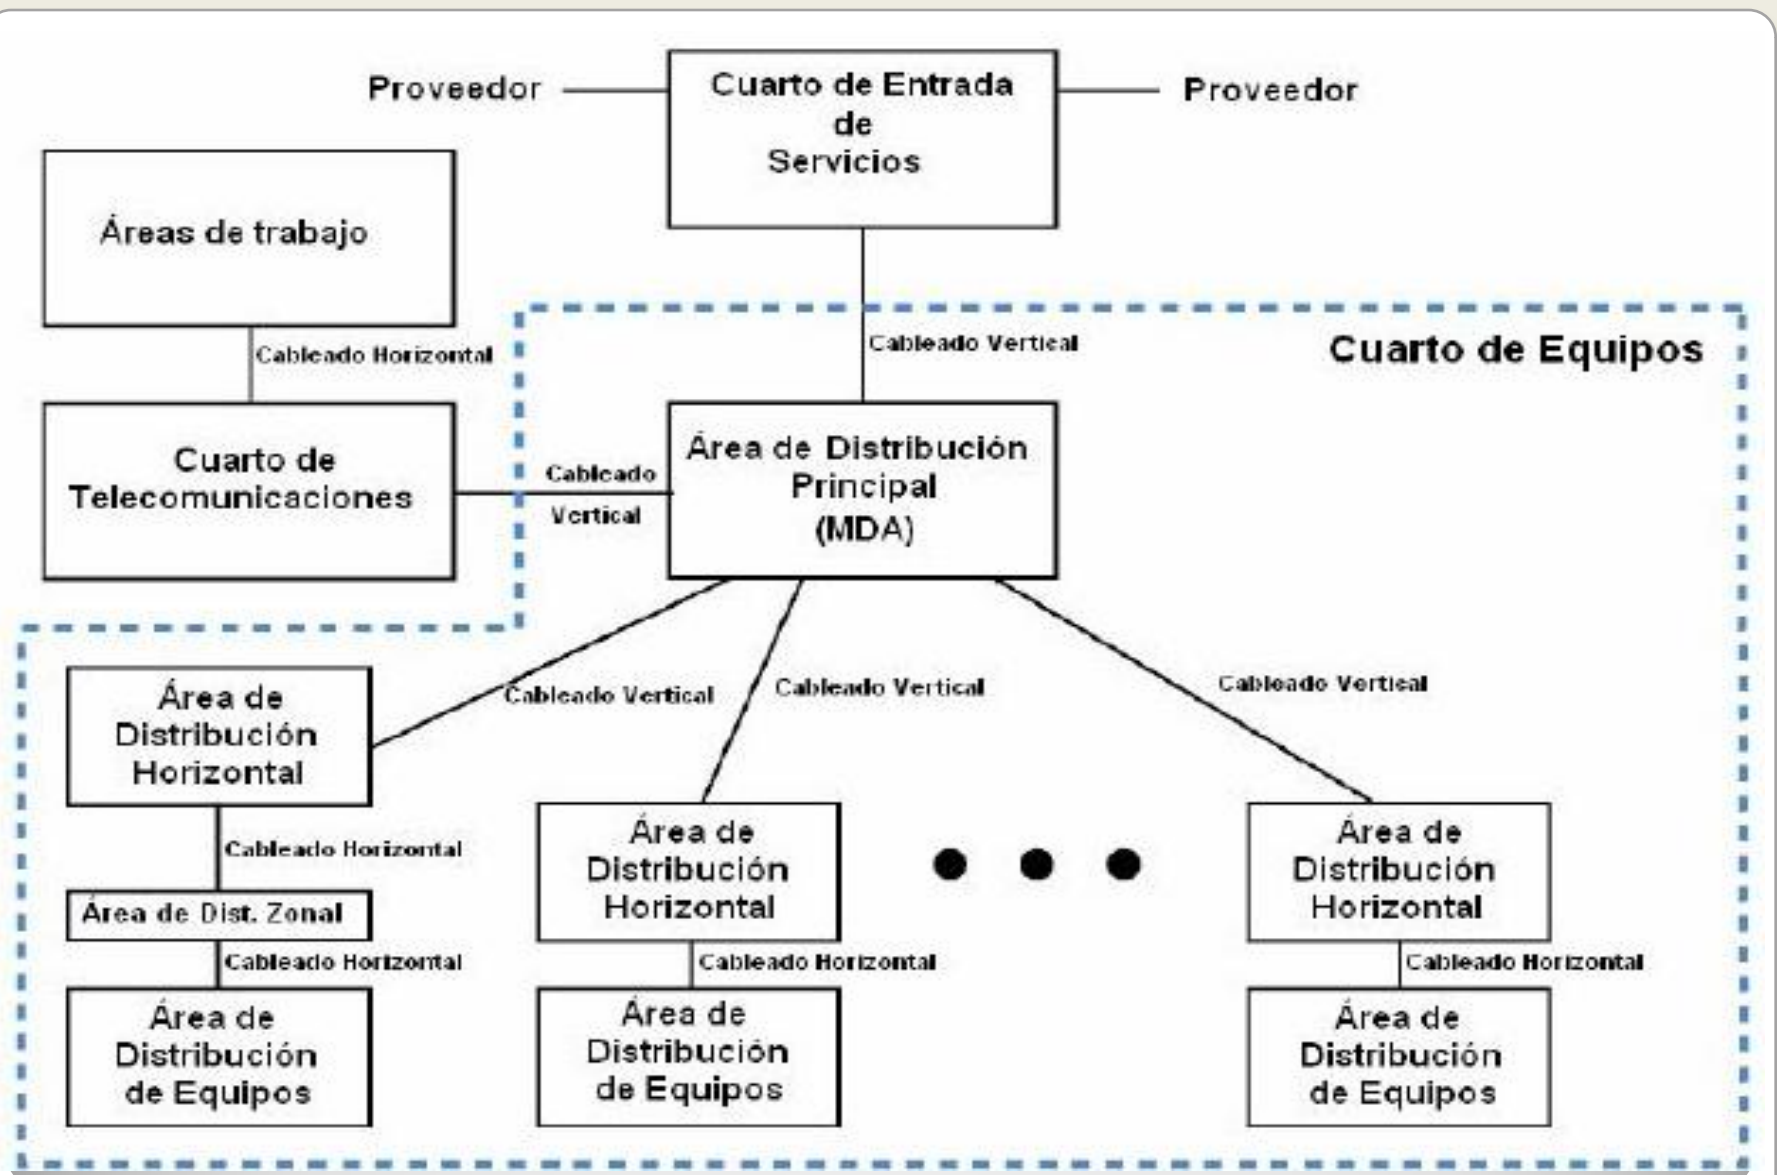 Proveedor
Cuarto de Entrada
de
Servicios
Proveedor
Áreas de trabajo
Cableado Horizontal
Cableado Vertical
Cuarto de Equipos
Cuarto de
Telecomunicaciones
Cableado
Vertical
Área de Distribución
Principal
(MDA)
Cableado Vertical
Cableado Vertical
Cableado Vertical
Área de
Distribución
Horizontal
Cableado Horizontal
Área de Dist. Zonal
Cableado Horizontal
Área de
Distribución
de Equipos
Área de
Distribución
Horizontal
Cableado Horizontal
Área de
Distribución
de Equipos
Área de
Distribución
Horizontal
Cableado Horizontal
Área de
Distribución
de Equipos